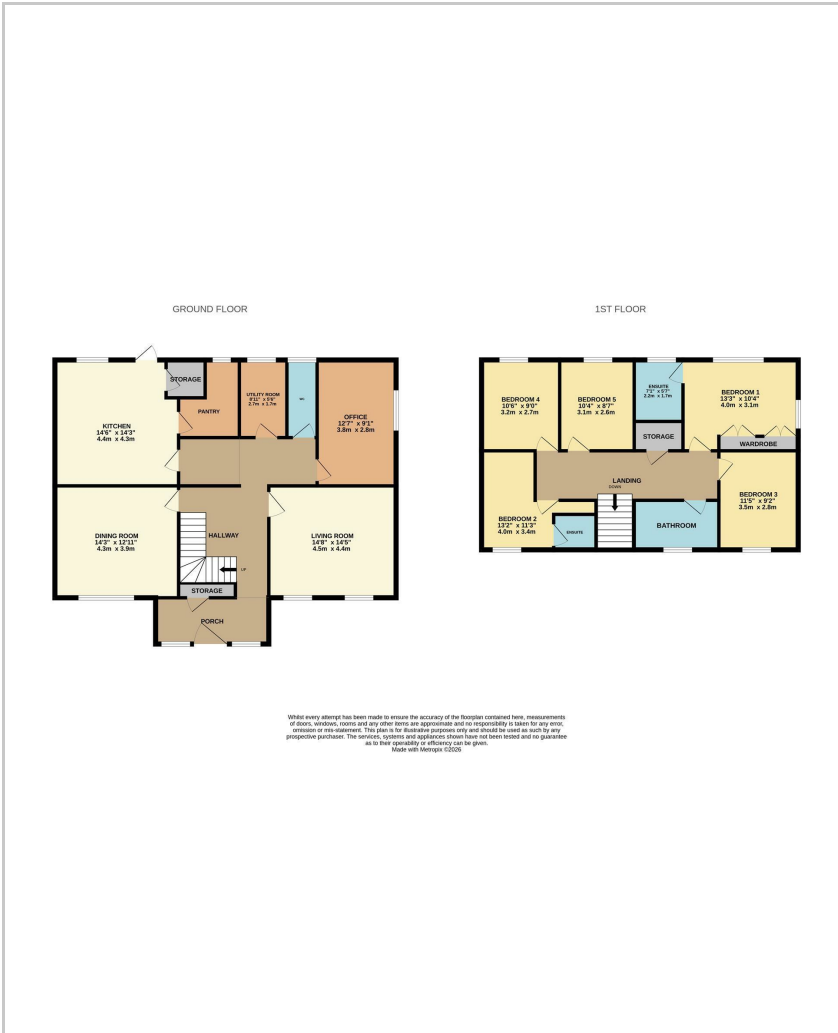 GROUND FLOOR
1ST FLOOR
STORAGE
KITCHEN
14'6" x 14'3"
4.4m x 4.3m
PANTRY
UTILITY ROOM
8'11" x 5'8"
2.7m x 1.7m
WC
OFFICE
12'7" x 9'1"
3.8m x 2.8m
DINING ROOM
14'3" x 12'11"
4.3m x 3.9m
HALLWAY
UP
STORAGE
LIVING ROOM
14'8" x 14'5"
4.5m x 4.4m
PORCH
BEDROOM 4
10'6" x 9'0"
3.2m x 2.7m
BEDROOM 5
10'4" x 8'7"
3.1m x 2.6m
ENSUITE
7'1" x 5'7"
2.2m x 1.7m
BEDROOM 1
13'3" x 10'4"
4.0m x 3.1m
STORAGE
WARDROBE
LANDING
DOWN
BEDROOM 2
13'2" x 11'3"
4.0m x 3.4m
ENSUITE
BATHROOM
BEDROOM 3
11'5" x 9'2"
3.5m x 2.8m
Whilst every attempt has been made to ensure the accuracy of the floorplan contained here, measurements
of doors, windows, rooms and any other items are approximate and no responsibility is taken for any error,
omission or mis-statement. This plan is for illustrative purposes only and should be used as such by any
prospective purchaser. The services, systems and appliances shown have not been tested and no guarantee
as to their operability or efficiency can be given.
Made with Metropix ©2026